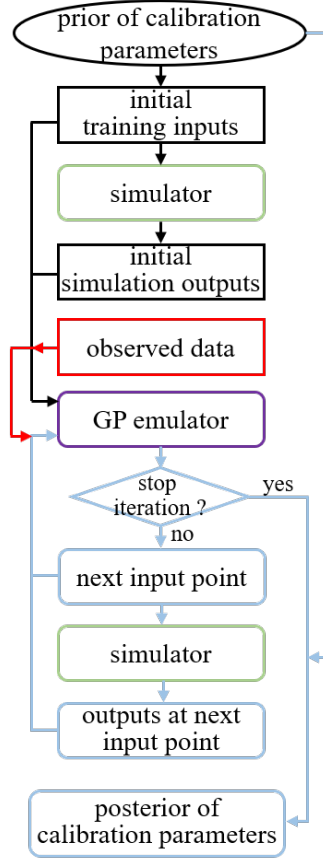 prior of calibration
parameters
initial
training inputs
simulator
initial
simulation outputs
observed data
GP emulator
stop
iteration ?
yes
no
next input point
simulator
outputs at next
input point
posterior of
calibration parameters